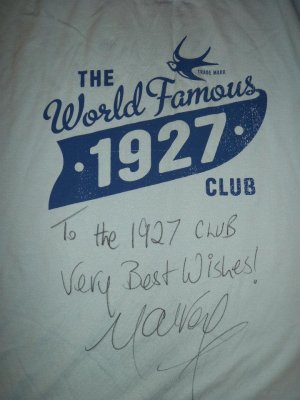 TRADE MARK
THE
World Famous
· 1927 ·
CLUB
To the 1927 CLUB
Very Best Wishes!